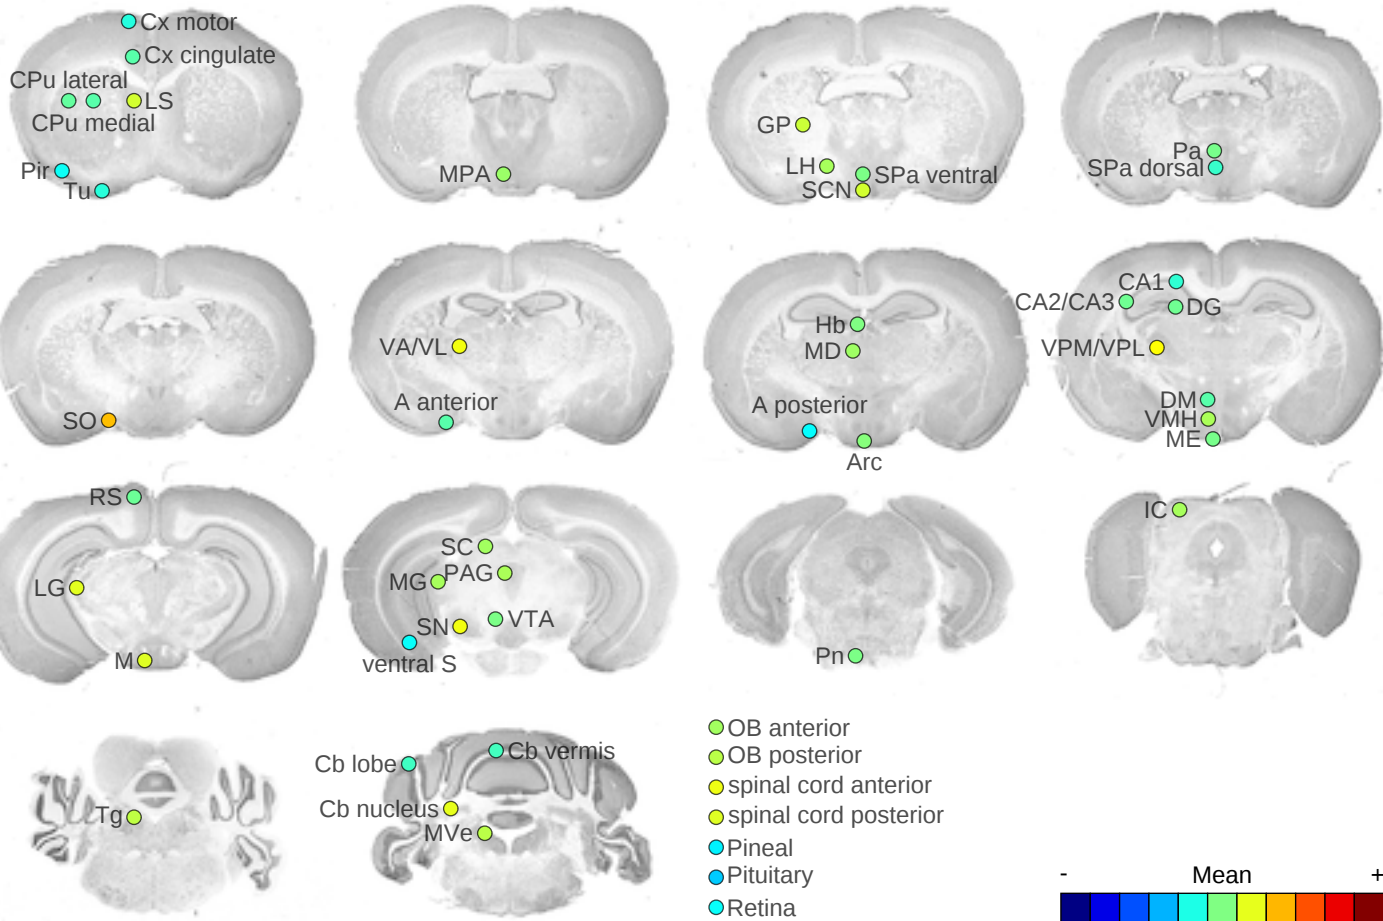 Cx motor
Cx cingulate
CPu lateral
LS
CPu medial
Pir
Tu
MPA
GP
LH
SPa ventral
SCN
Pa
SPa dorsal
SO
VA/VL
A anterior
Hb
MD
A posterior
Arc
CA1
CA2/CA3
DG
VPM/VPL
DM
VMH
ME
RS
LG
M
SC
PAG
MG
VTA
SN
ventral S
Pn
IC
Tg
Cb vermis
Cb lobe
Cb nucleus
MVe
OB anterior
OB posterior
spinal cord anterior
spinal cord posterior
Pineal
Pituitary
Retina
- Mean +